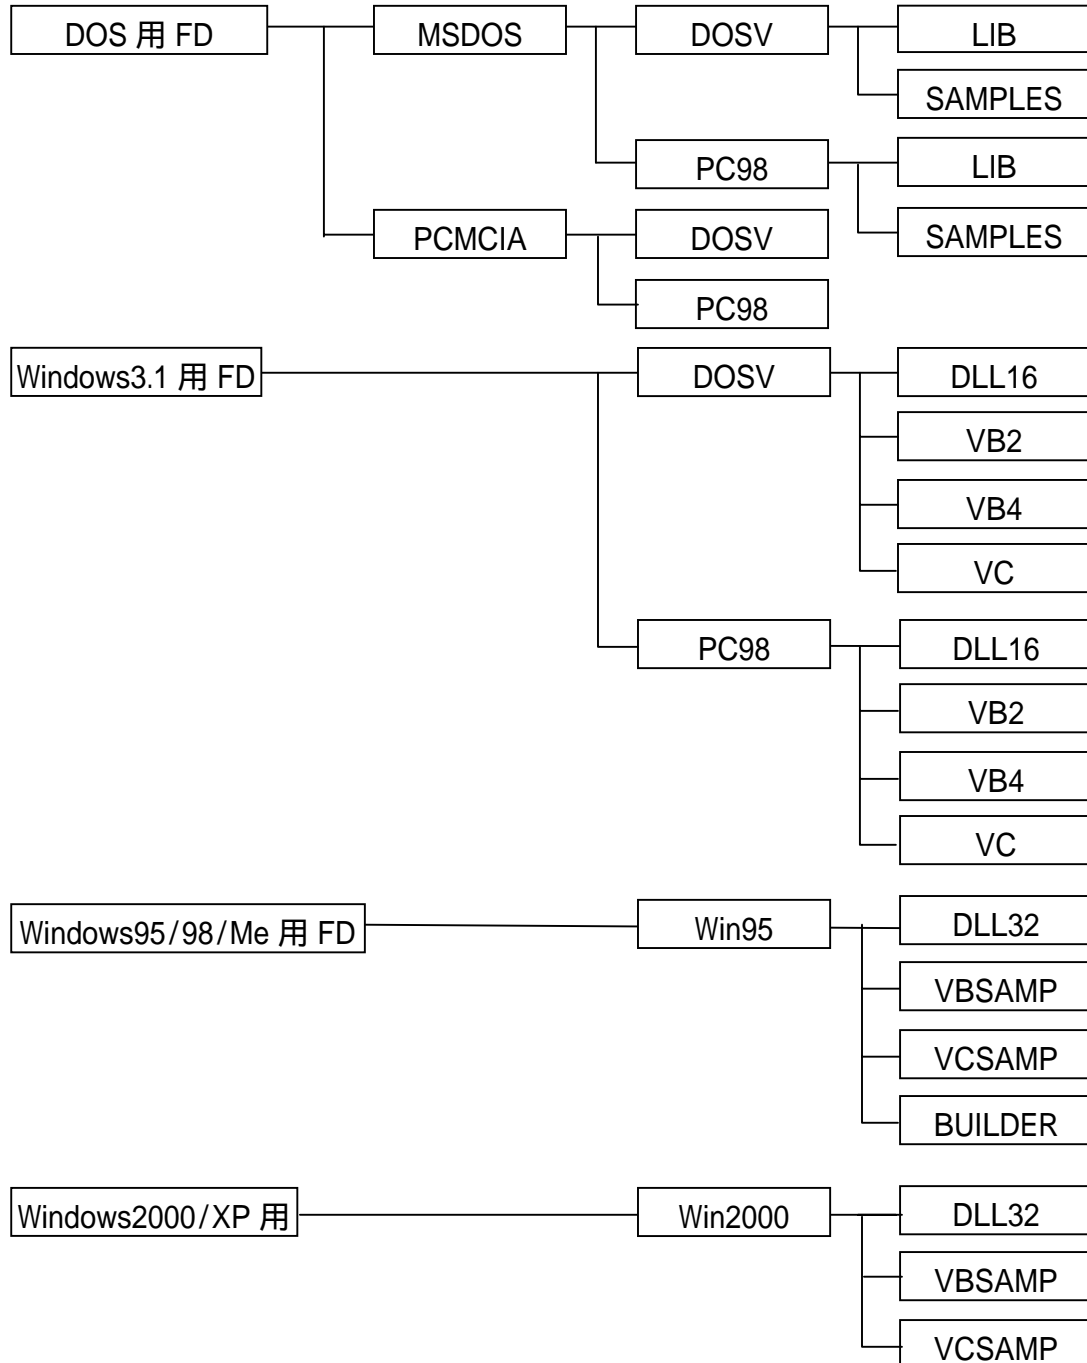 DOS 用 FD
MSDOS
DOSV
LIB
SAMPLES
PC98
LIB
SAMPLES
PCMCIA
DOSV
PC98
Windows3.1 用 FD
DOSV
DLL16
VB2
VB4
VC
PC98
DLL16
VB2
VB4
VC
Windows95/98/Me 用 FD
Win95
DLL32
VBSAMP
VCSAMP
BUILDER
Windows2000/XP 用
Win2000
DLL32
VBSAMP
VCSAMP